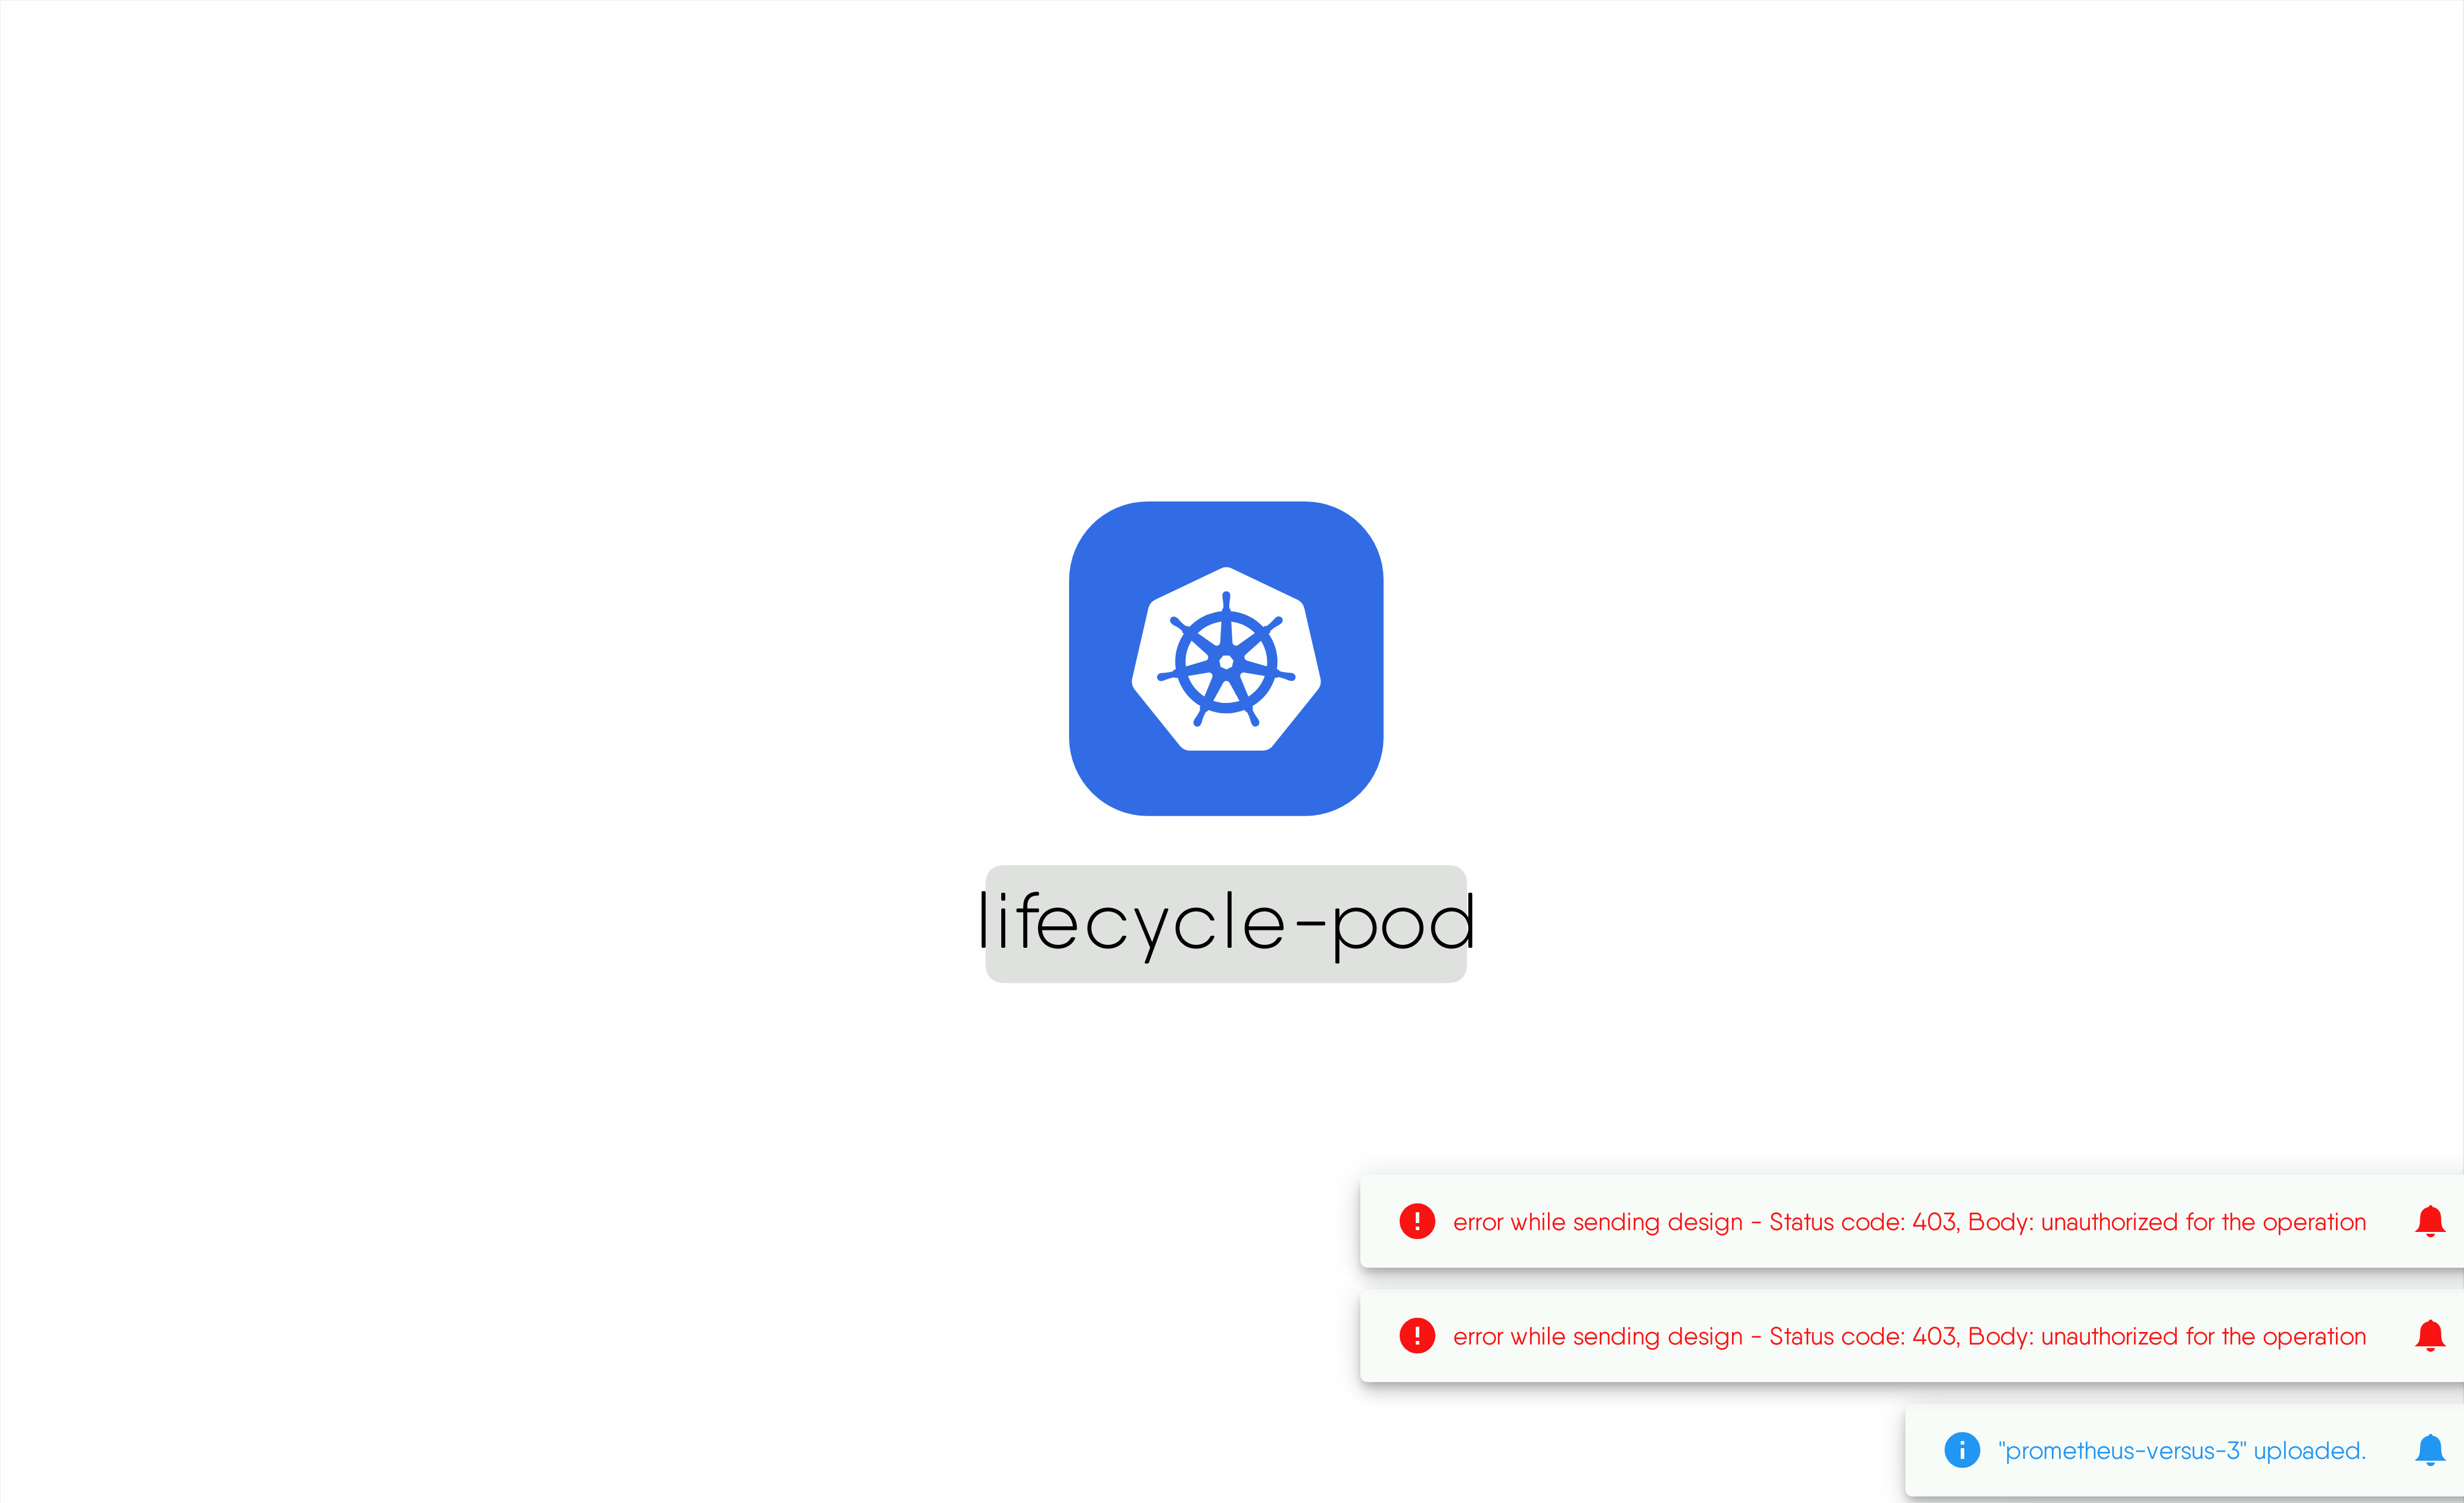 lifecycle-pod
error while sending design - Status code: 403, Body: unauthorized for the operation
error while sending design - Status code: 403, Body: unauthorized for the operation
"prometheus-versus-3" uploaded.